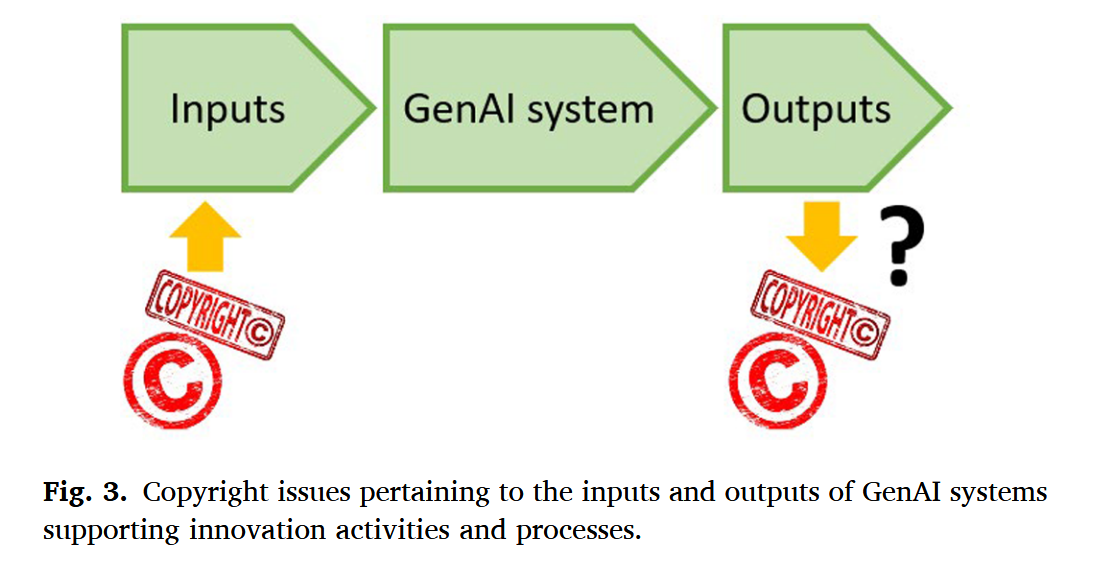 Inputs
GenAI system
Outputs
?
COPYRIGHT©
©
COPYRIGHT©
©
Fig. 3. Copyright issues pertaining to the inputs and outputs of GenAI systems
supporting innovation activities and processes.